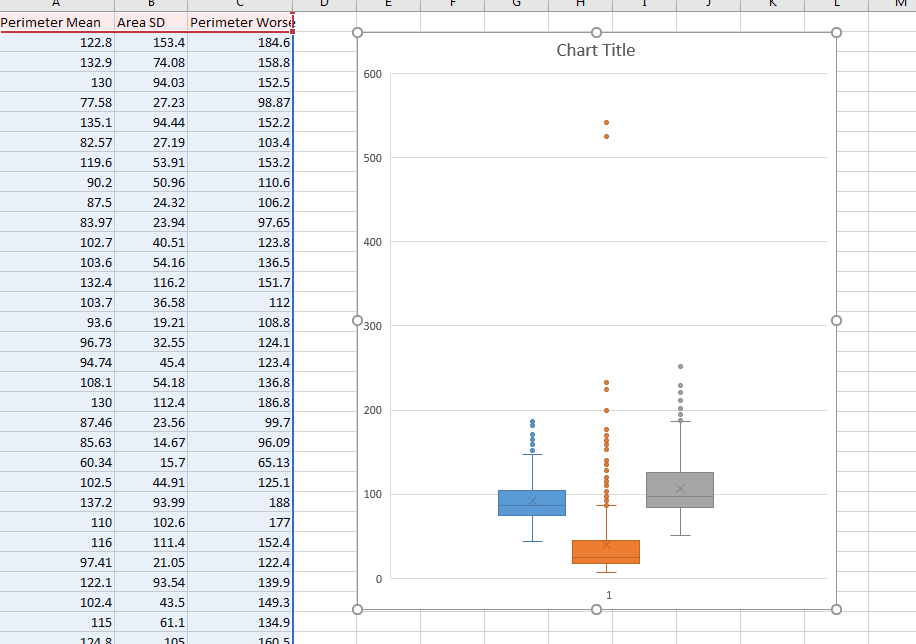 A B C D E F G H I J K L M
Perimeter Mean Area SD Perimeter Worse
122.8 153.4 184.6
132.9 74.08 158.8
130 94.03 152.5
77.58 27.23 98.87
135.1 94.44 152.2
82.57 27.19 103.4
119.6 53.91 153.2
90.2 50.96 110.6
87.5 24.32 106.2
83.97 23.94 97.65
102.7 40.51 123.8
103.6 54.16 136.5
132.4 116.2 151.7
103.7 36.58 112
93.6 19.21 108.8
96.73 32.55 124.1
94.74 45.4 123.4
108.1 54.18 136.8
130 112.4 186.8
87.46 23.56 99.7
85.63 14.67 96.09
60.34 15.7 65.13
102.5 44.91 125.1
137.2 93.99 188
110 102.6 177
116 111.4 152.4
97.41 21.05 122.4
122.1 93.54 139.9
102.4 43.5 149.3
115 61.1 134.9
124.8 105 160.5
Chart Title
600
500
400
300
200
100
0
1